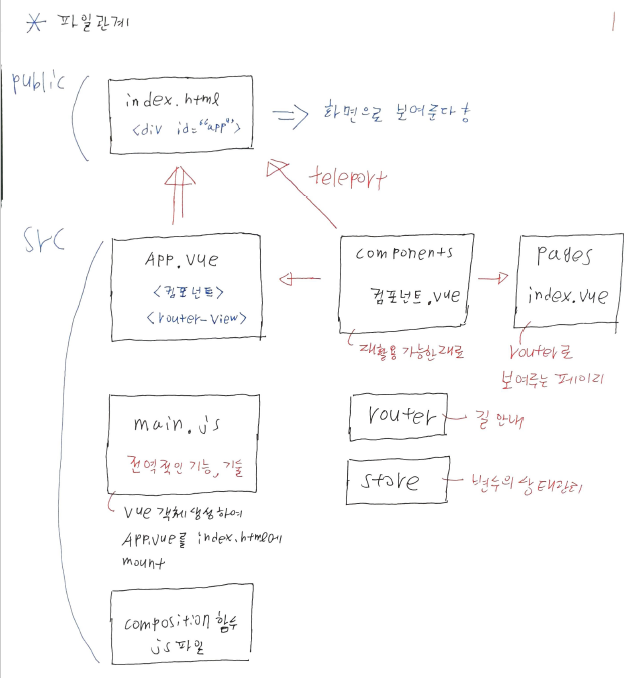 * 파일관계
public
index.html
<div id="app">
화면으로 보여준다
teleport
src
App.vue
<컴포넌트>
<router-view>
components
컴포넌트.vue
재활용 가능한 재료
pages
index.vue
router로
보여주는 페이지
main.js
전역적인 기능, 기술
vue 객체 생성하여
App.vue를 index.html에
mount
router
길 안내
store
변수의 상태관리
composition 함수
js 파일